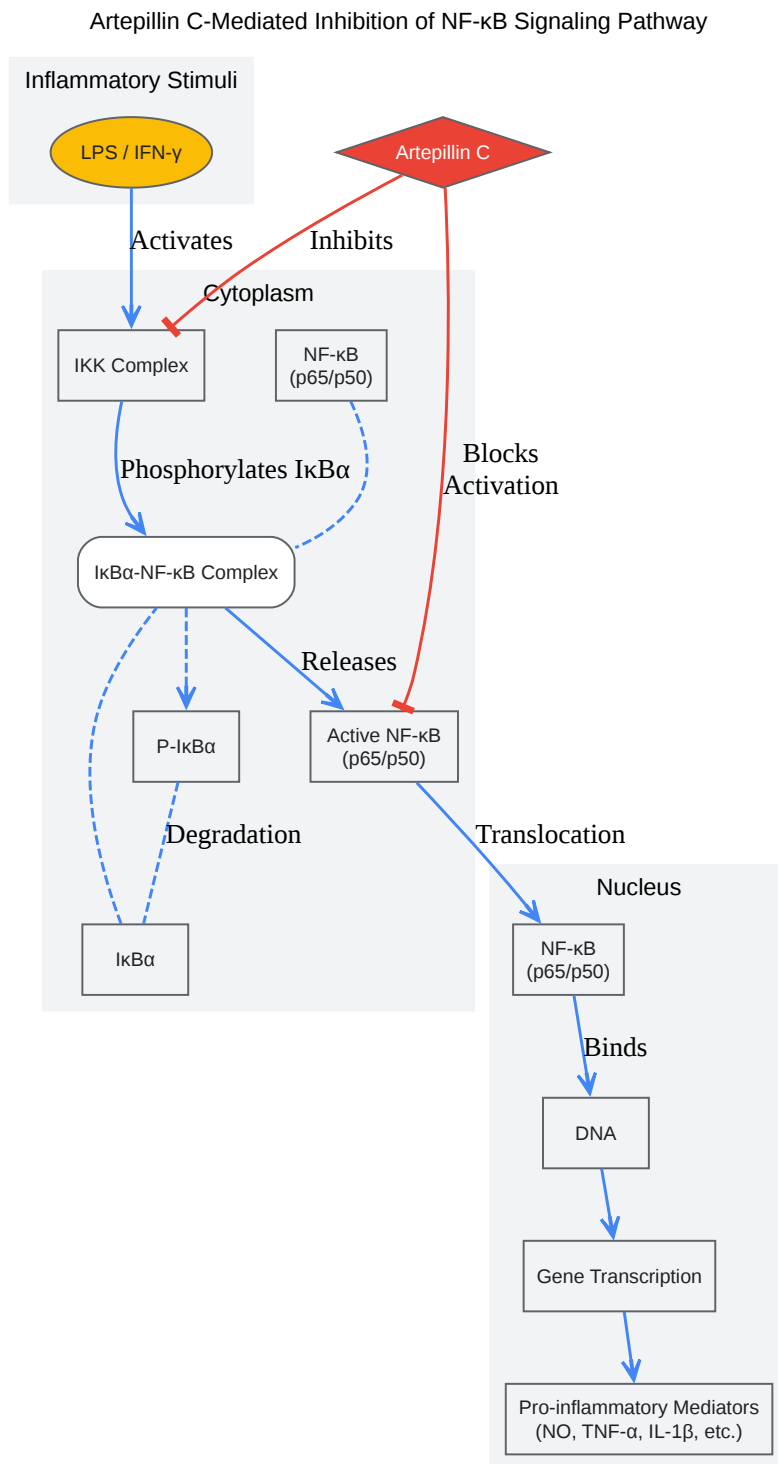 Artepillin C-Mediated Inhibition of NF-κB Signaling Pathway
Inflammatory Stimuli
LPS / IFN-γ
Artepillin C
Activates
Inhibits
Cytoplasm
IKK Complex
NF-κB
(p65/p50)
Phosphorylates IκBα
Blocks
Activation
IκBα-NF-κB Complex
Releases
P-IκBα
Active NF-κB
(p65/p50)
Degradation
Translocation
Nucleus
IκBα
NF-κB
(p65/p50)
Binds
DNA
Gene Transcription
Pro-inflammatory Mediators
(NO, TNF-α, IL-1β, etc.)